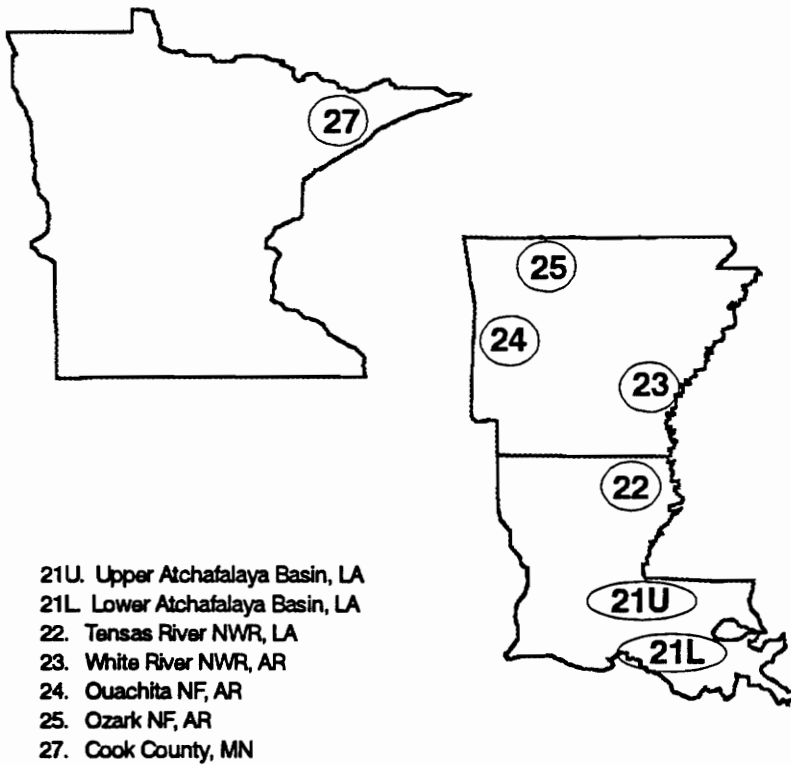 27
25
24
23
22
21U
21L
21U. Upper Atchafalaya Basin, LA
21L Lower Atchafalaya Basin, LA
22. Tensas River NWR, LA
23. White River NWR, AR
24. Ouachita NF, AR
25. Ozark NF, AR
27. Cook County, MN